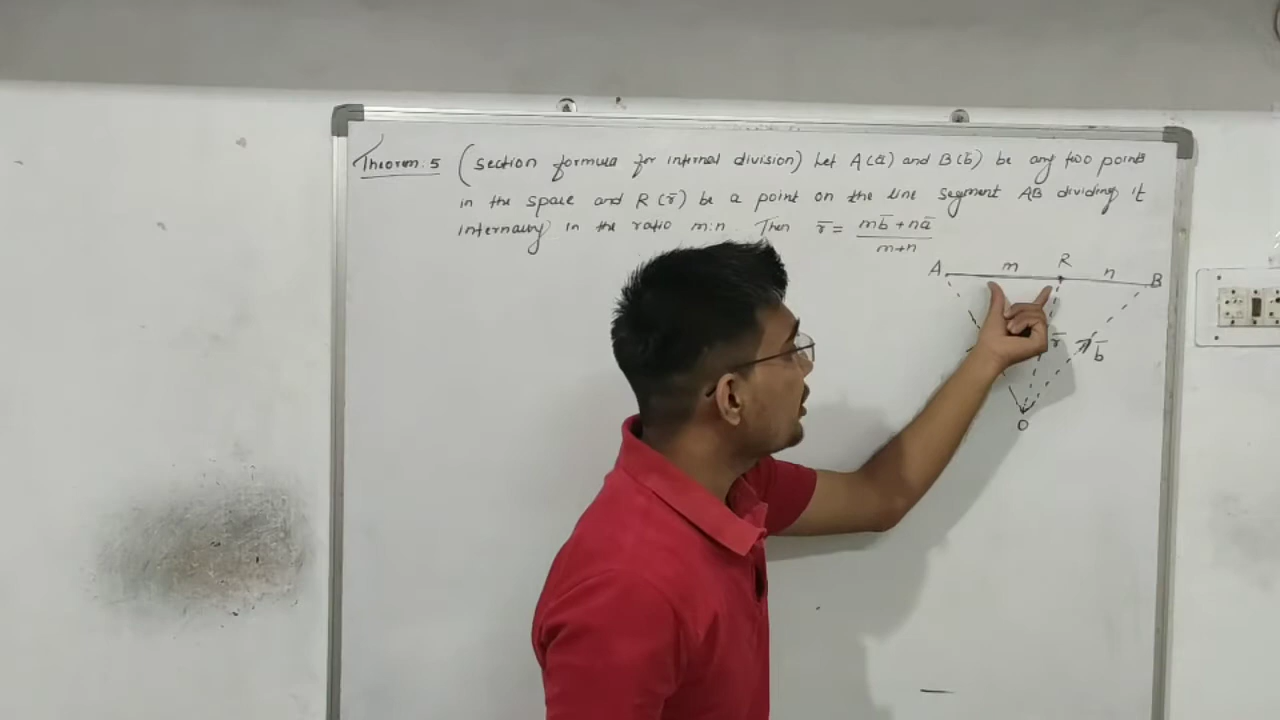 Theorem: 5 (section formula for internal division) Let A(ā) and B(b̄) be any two points
in the space and R(r̄) be a point on the line segment AB dividing it
internally in the ratio m:n. Then r̄ = (mb̄ + nā)/(m+n)
A m R n B
r̄ b̄
O